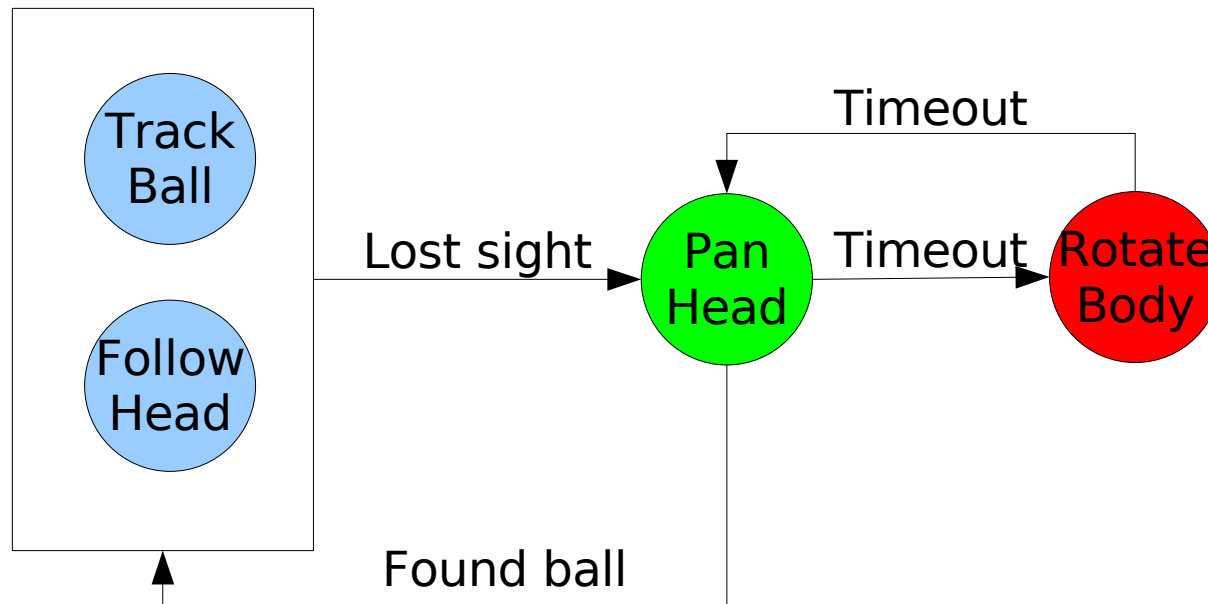 Track
Ball
Follow
Head
Lost sight
Found ball
Pan
Head
Timeout
Timeout
Rotate
Body